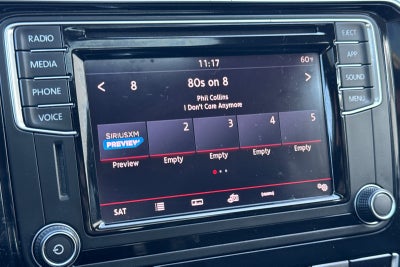 RADIO
MEDIA
PHONE
VOICE
EJECT
APP
SOUND
MENU
11:17
60°F
8
80s on 8
Phil Collins
I Don't Care Anymore
SIRIUSXM
PREVIEW
Preview
2
Empty
3
Empty
4
Empty
5
Empty
SAT